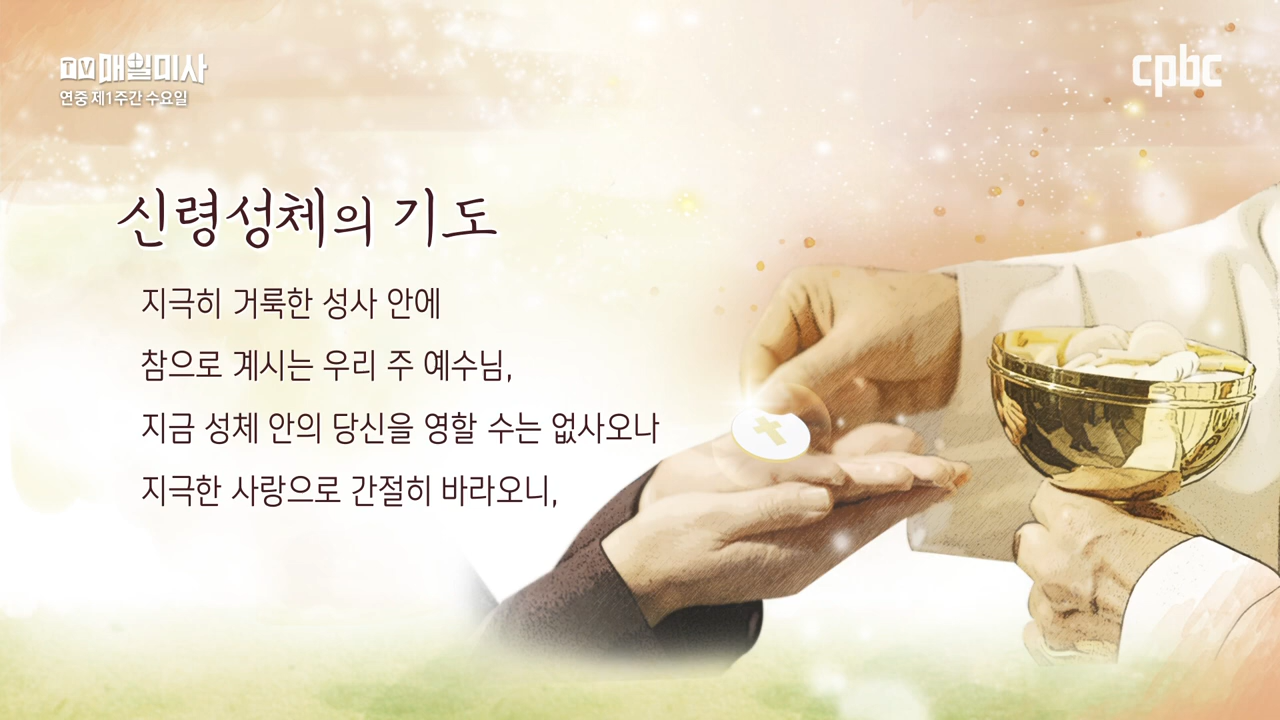 TV매일미사
연중 제1주간 수요일
cpbc
신령성체의 기도
지극히 거룩한 성사 안에
참으로 계시는 우리 주 예수님,
지금 성체 안의 당신을 영할 수는 없사오나
지극한 사랑으로 간절히 바라오니,